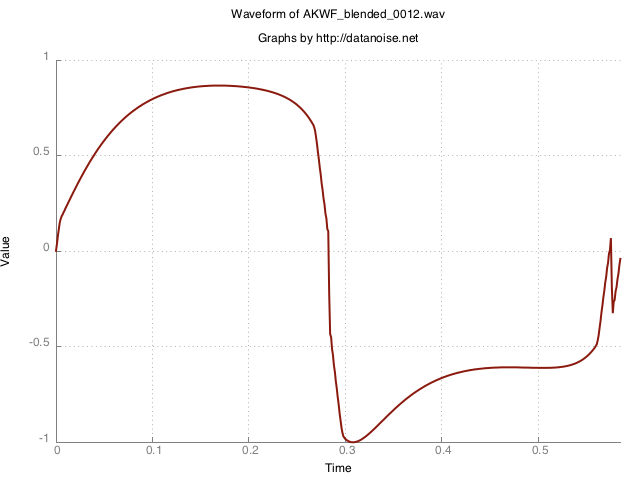 Waveform of AKWF_blended_0012.wav
Graphs by http://datanoise.net
1
0.5
0
-0.5
-1
Value
0 0.1 0.2 0.3 0.4 0.5
Time